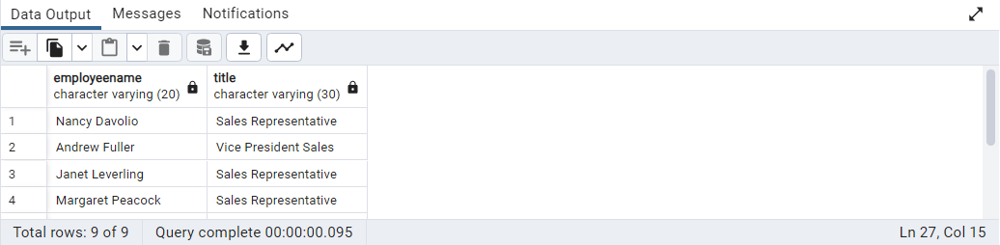 Data Output Messages Notifications
employeename title
character varying (20) character varying (30)
1 Nancy Davolio Sales Representative
2 Andrew Fuller Vice President Sales
3 Janet Leverling Sales Representative
4 Margaret Peacock Sales Representative
Total rows: 9 of 9 Query complete 00:00:00.095 Ln 27, Col 15